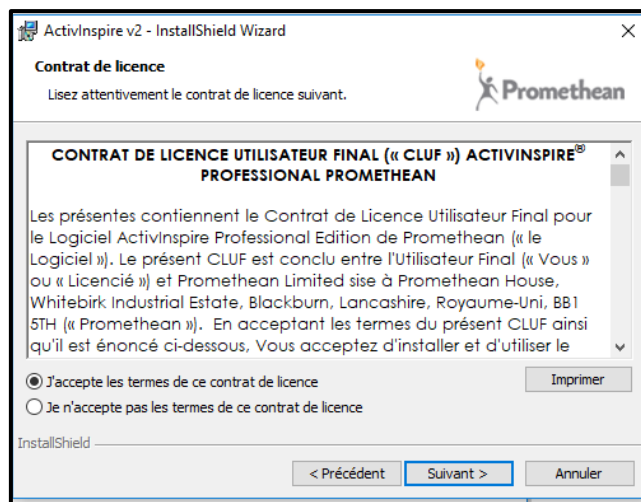 ActivInspire v2 - InstallShield Wizard
Contrat de licence
Lisez attentivement le contrat de licence suivant.
Promethean
CONTRAT DE LICENCE UTILISATEUR FINAL (« CLUF ») ACTIVINSPIRE®
PROFESSIONAL PROMETHEAN
Les présentes contiennent le Contrat de Licence Utilisateur Final pour
le Logiciel ActivInspire Professional Edition de Promethean (« le
Logiciel »). Le présent CLUF est conclu entre l'Utilisateur Final (« Vous »
ou « Licencié ») et Promethean Limited sise à Promethean House,
Whitebirk Industrial Estate, Blackburn, Lancashire, Royaume-Uni, BB1
5TH (« Promethean »). En acceptant les termes du présent CLUF ainsi
qu'il est énoncé ci-dessous, Vous acceptez d'installer et d'utiliser le
J'accepte les termes de ce contrat de licence
Imprimer
Je n'accepte pas les termes de ce contrat de licence
InstallShield
< Précédent
Suivant >
Annuler